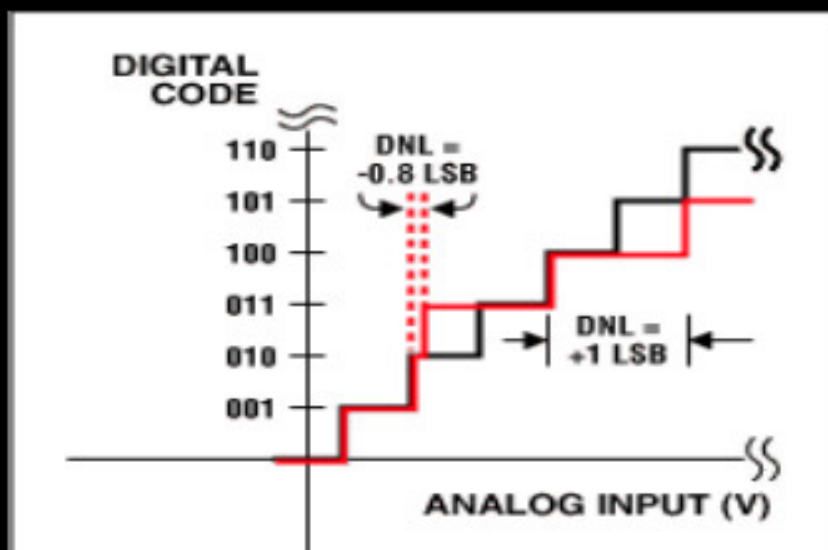 DIGITAL
CODE
110
101
100
011
010
001
DNL =
-0.8 LSB
DNL =
+1 LSB
ANALOG INPUT (V)